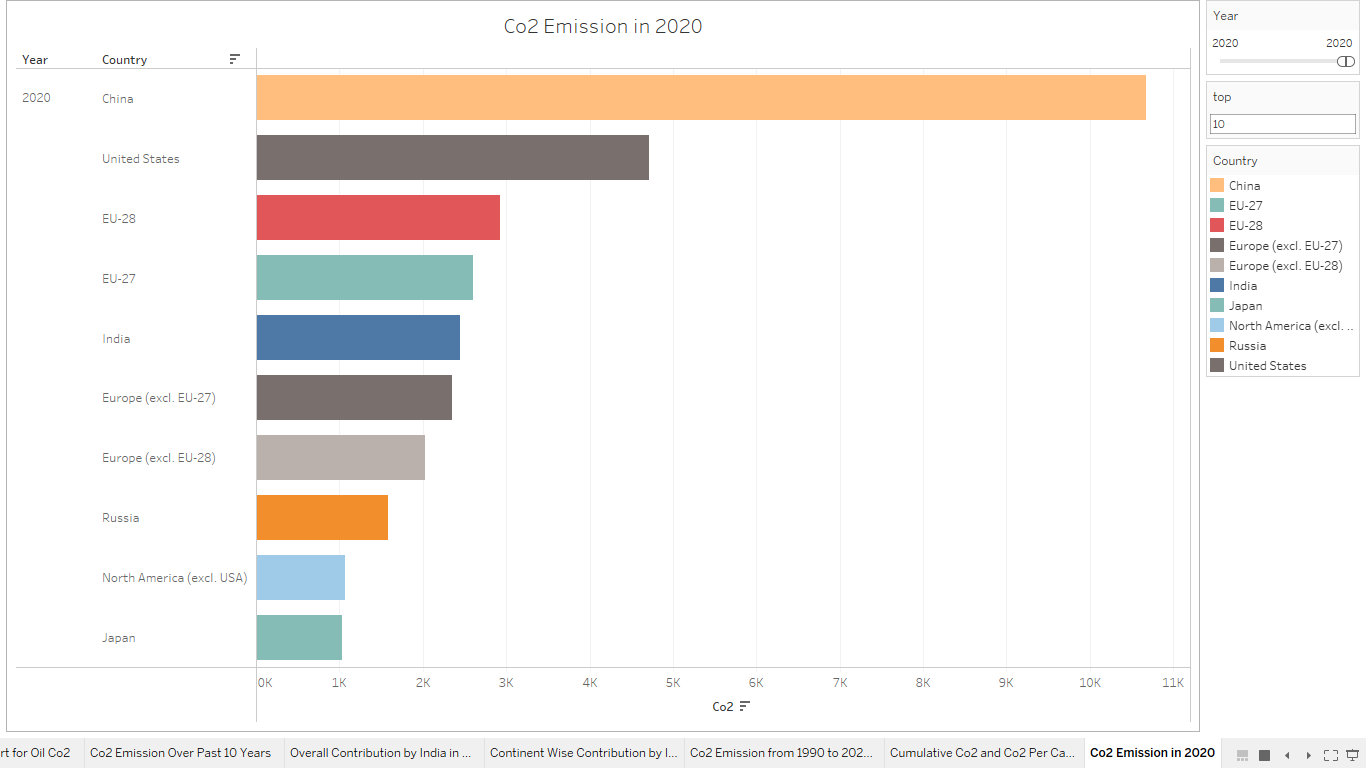 Co2 Emission in 2020
Year Country
2020 China
United States
EU-28
EU-27
India
Europe (excl. EU-27)
Europe (excl. EU-28)
Russia
North America (excl. USA)
Japan
0K 1K 2K 3K 4K 5K 6K 7K 8K 9K 10K 11K
Co2
Year
2020 2020
top
10
Country
China
EU-27
EU-28
Europe (excl. EU-27)
Europe (excl. EU-28)
India
Japan
North America (excl. ..
Russia
United States
rt for Oil Co2 Co2 Emission Over Past 10 Years Overall Contribution by India in ... Continent Wise Contribution by I... Co2 Emission from 1990 to 202... Cumulative Co2 and Co2 Per Ca... Co2 Emission in 2020